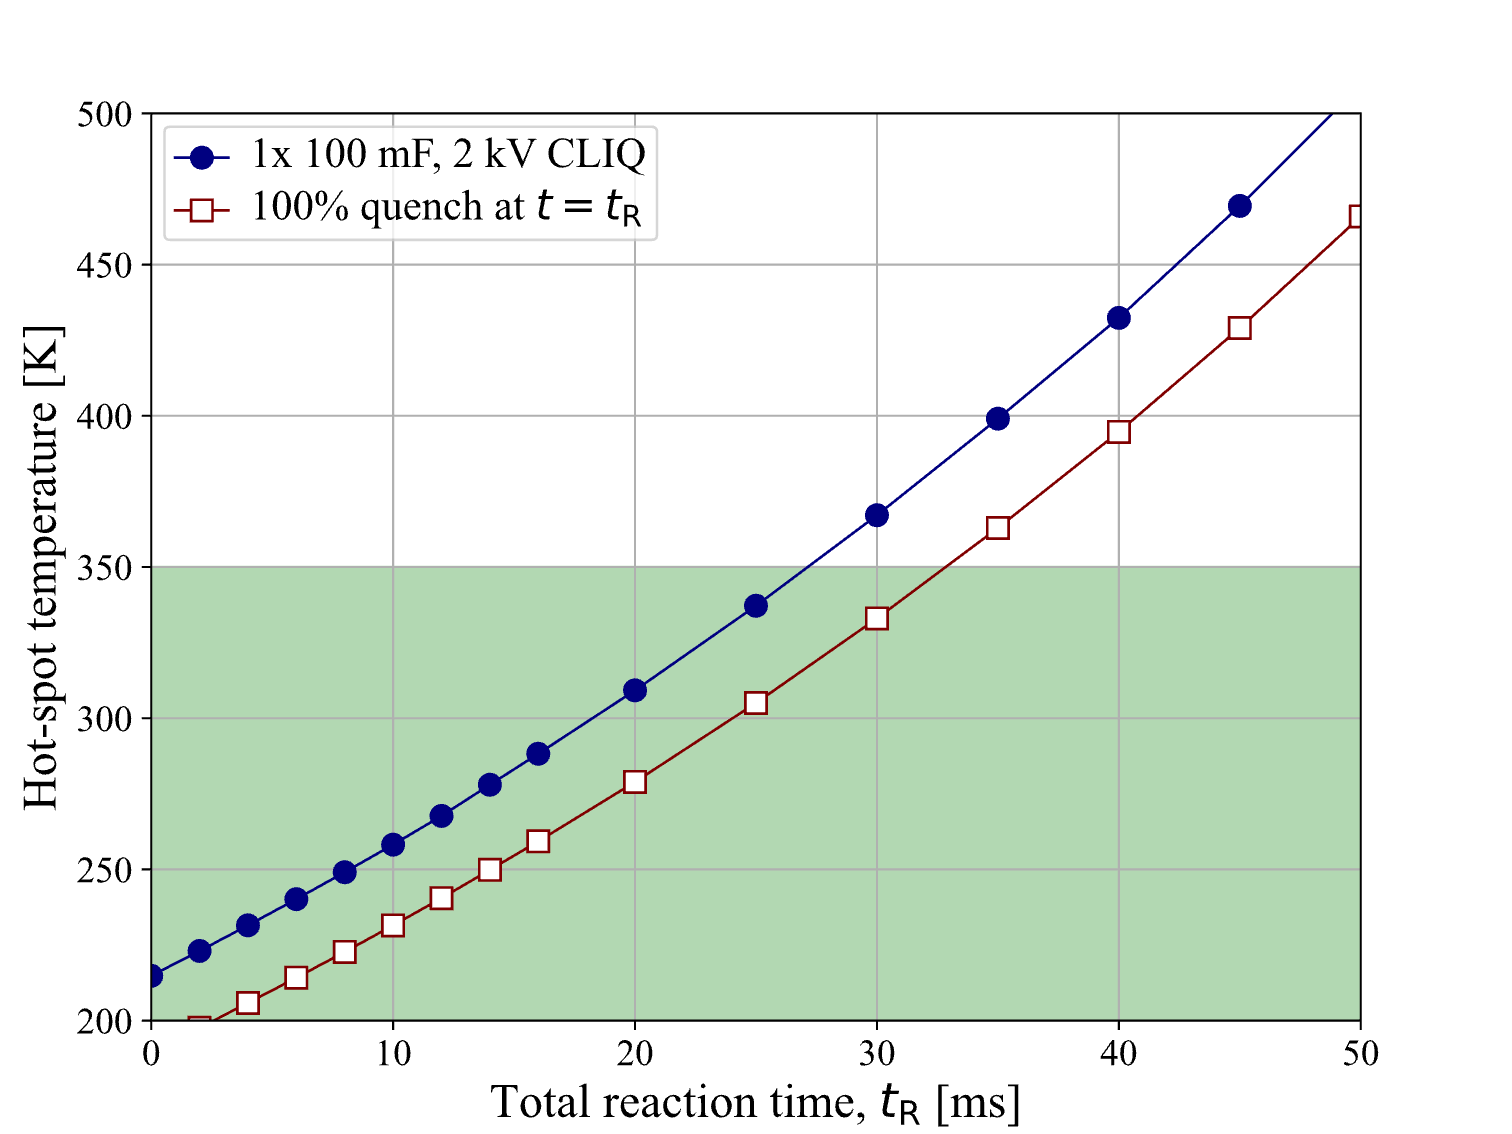 500
450
400
350
300
250
200
0 10 20 30 40 50
Hot-spot temperature [K]
Total reaction time, tR [ms]
1x 100 mF, 2 kV CLIQ
100% quench at t = tR